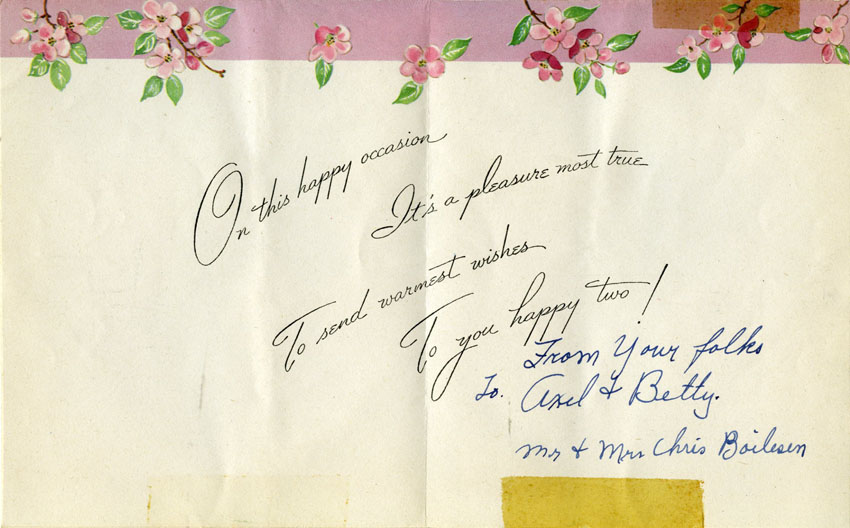 On this happy occasion
It's a pleasure most true
To send warmest wishes
To you happy two!
From Your folks
To. Axel & Betty.
Mr & Mrs Chris Boilesen